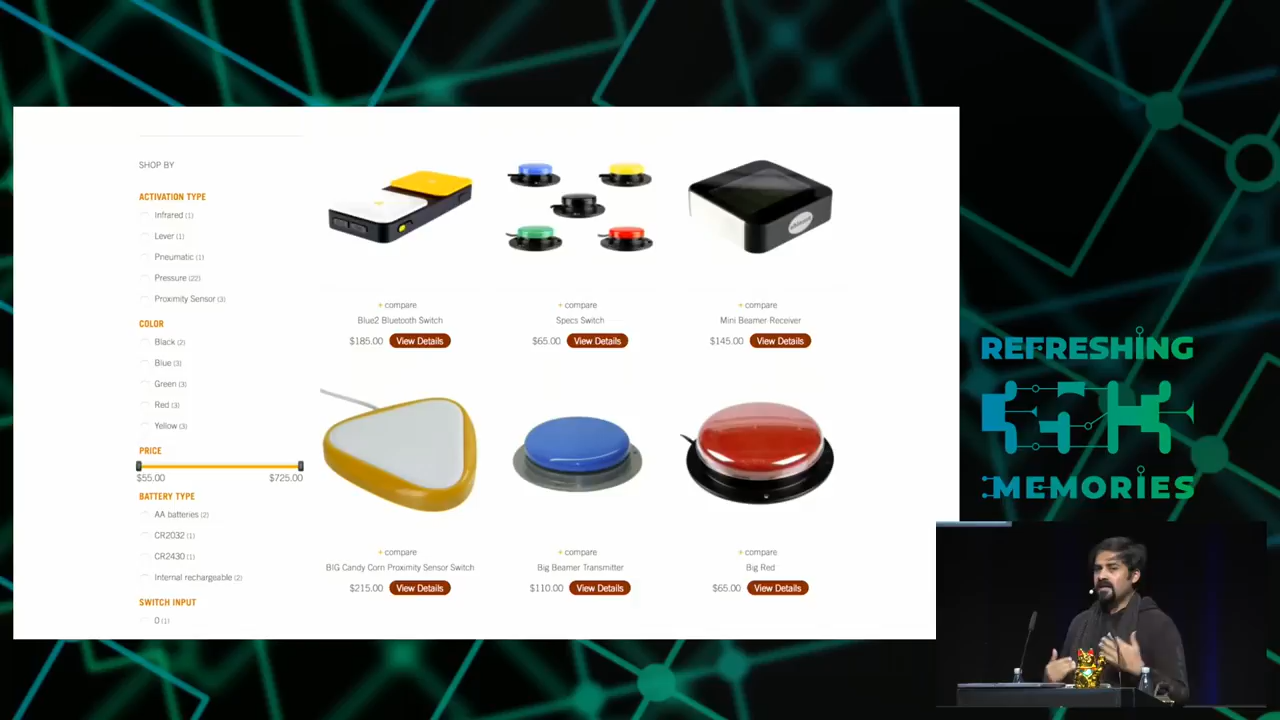 SHOP BY
ACTIVATION TYPE
Infrared (1)
Lever (1)
Pneumatic (1)
Pressure (22)
Proximity Sensor (3)
COLOR
Black (2)
Blue (3)
Green (3)
Red (3)
Yellow (3)
PRICE
$55.00 $725.00
BATTERY TYPE
AA batteries (2)
CR2032 (1)
CR2430 (1)
Internal rechargeable (2)
SWITCH INPUT
0 (1)
+ compare + compare + compare
Blue2 Bluetooth Switch Specs Switch Mini Beamer Receiver
$185.00 View Details $65.00 View Details $145.00 View Details
+ compare + compare + compare
BIG Candy Corn Proximity Sensor Switch Big Beamer Transmitter Big Red
$215.00 View Details $110.00 View Details $65.00 View Details
REFRESHING
MEMORIES